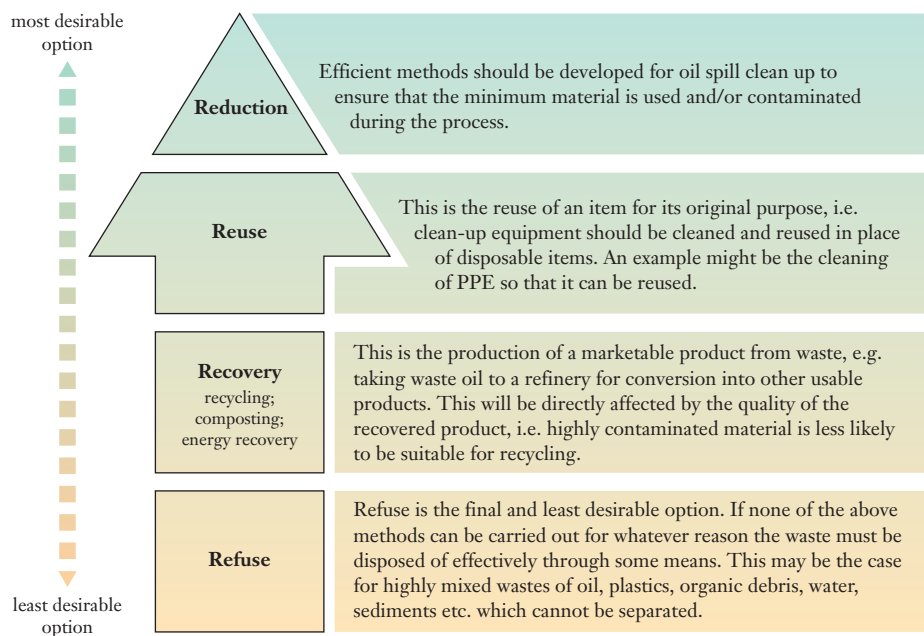 most desirable
option
Reduction
Efficient methods should be developed for oil spill clean up to
ensure that the minimum material is used and/or contaminated
during the process.
Reuse
This is the reuse of an item for its original purpose, i.e.
clean-up equipment should be cleaned and reused in place
of disposable items. An example might be the cleaning
of PPE so that it can be reused.
Recovery
recycling;
composting;
energy recovery
This is the production of a marketable product from waste, e.g.
taking waste oil to a refinery for conversion into other usable
products. This will be directly affected by the quality of the
recovered product, i.e. highly contaminated material is less likely
to be suitable for recycling.
Refuse
Refuse is the final and least desirable option. If none of the above
methods can be carried out for whatever reason the waste must be
disposed of effectively through some means. This may be the case
for highly mixed wastes of oil, plastics, organic debris, water,
sediments etc. which cannot be separated.
least desirable
option